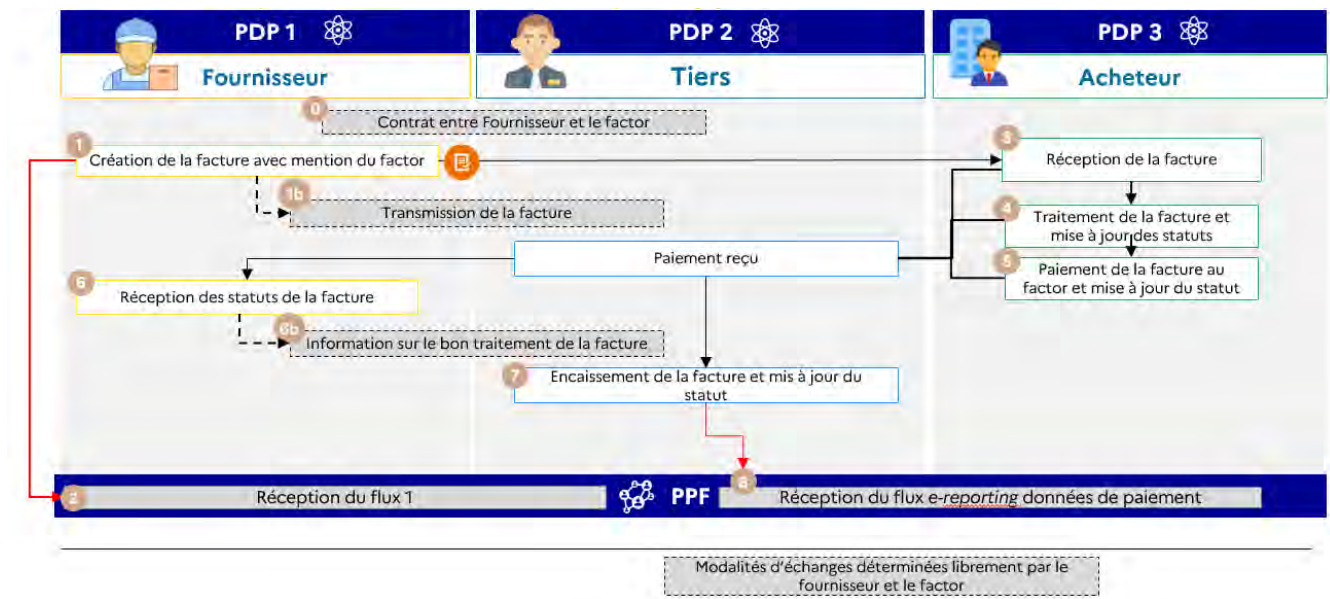 PDP 1
PDP 2
PDP 3
Fournisseur
Tiers
Acheteur
0
Contrat entre Fournisseur et le factor
1
Création de la facture avec mention du factor
3
Réception de la facture
1b
Transmission de la facture
4
Traitement de la facture et
mise à jour des statuts
Paiement reçu
5
Paiement de la facture au
factor et mise à jour du statut
6
Réception des statuts de la facture
6b
Information sur le bon traitement de la facture
7
Encaissement de la facture et mis à jour du
statut
2
Réception du flux 1
PPF
8
Réception du flux e-reporting données de paiement
Modalités d'échanges déterminées librement par le
fournisseur et le factor